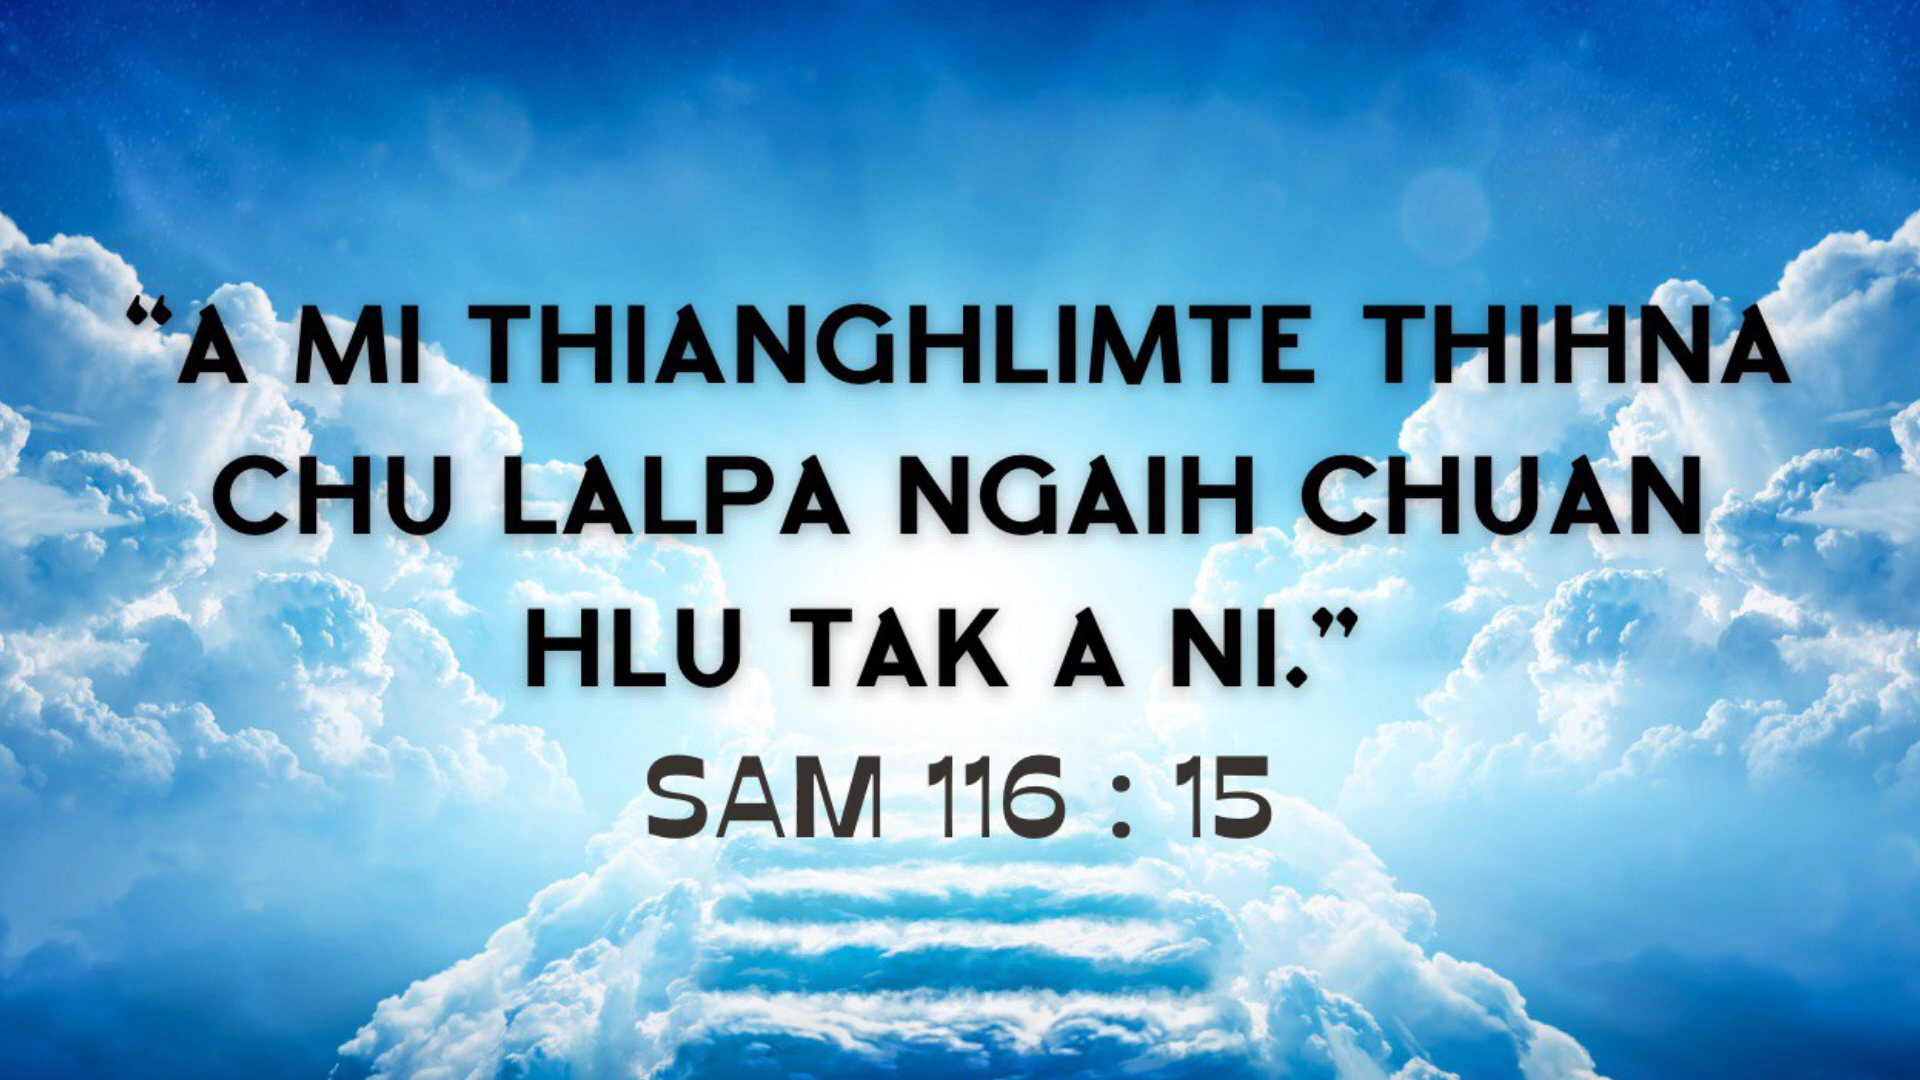 “A MI THIANGHLIMTE THIHNA
CHU LALPA NGAIH CHUAN
HLU TAK A NI.”
SAM 116 : 15